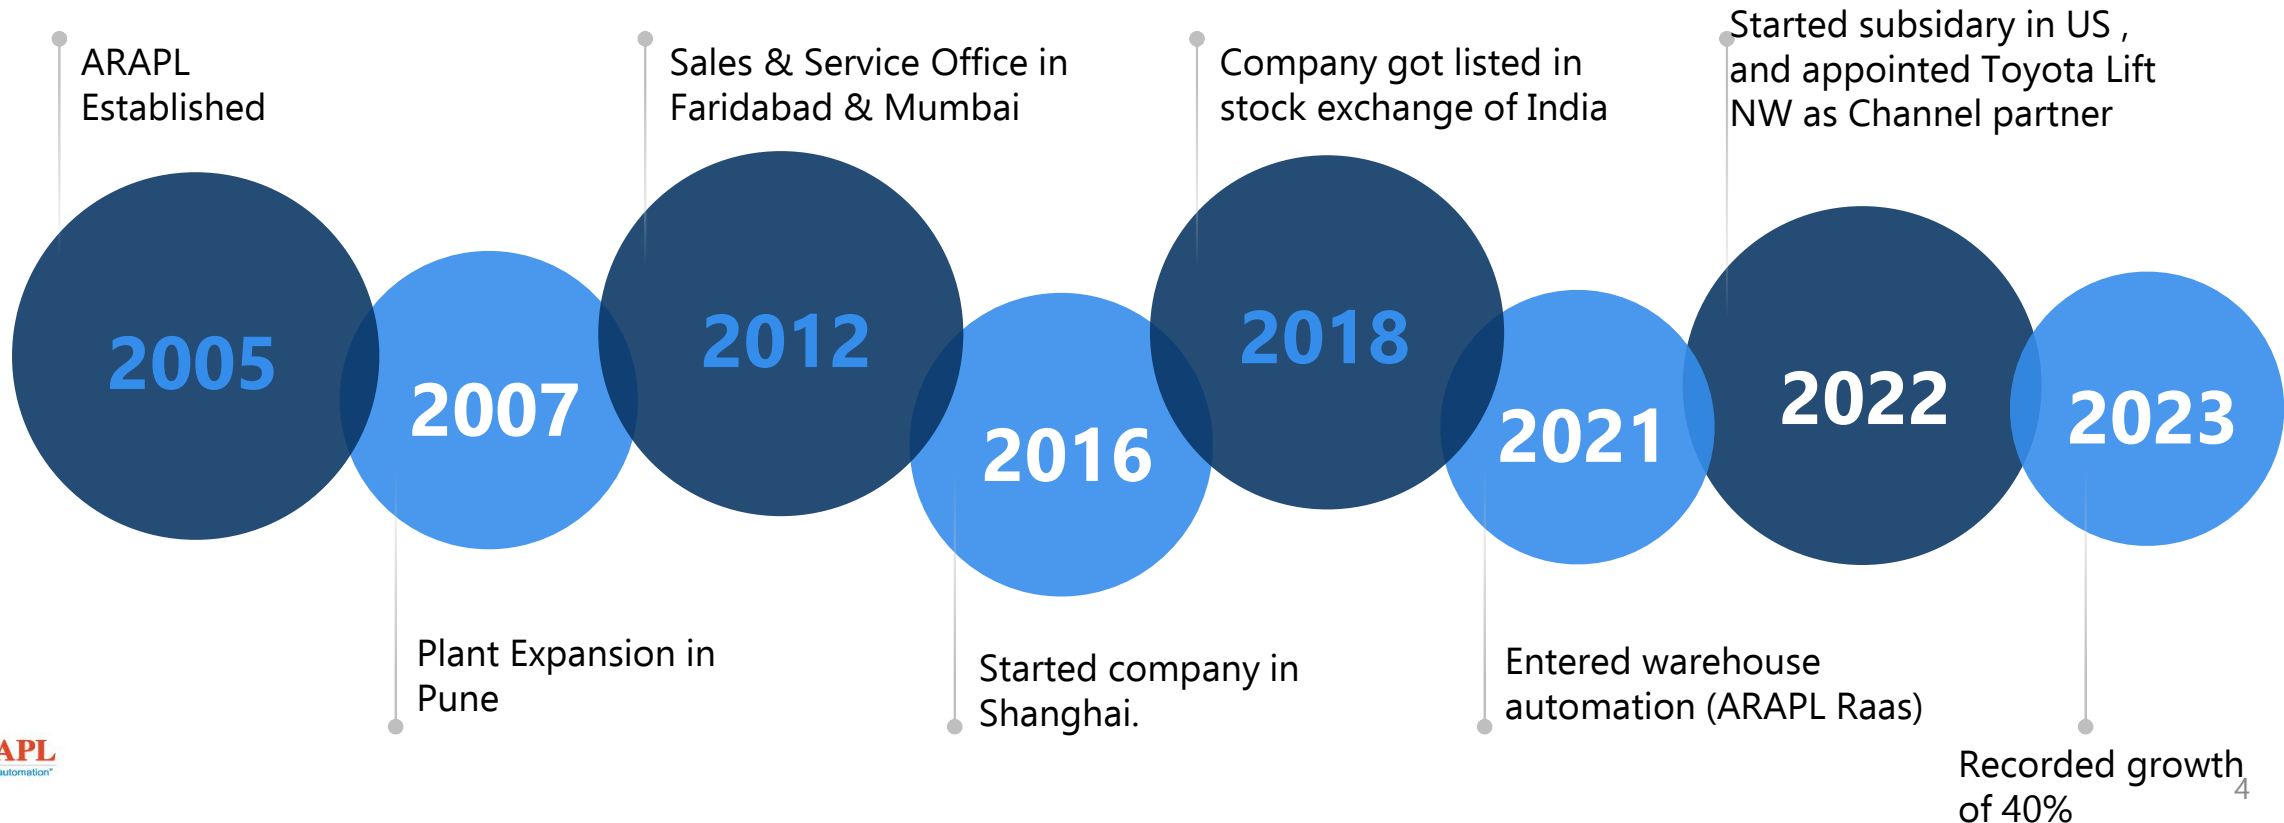 ARAPL
Established
Sales & Service Office in
Faridabad & Mumbai
Company got listed in
stock exchange of India
Started subsidary in US ,
and appointed Toyota Lift
NW as Channel partner
2005
2007
2012
2016
2018
2021
2022
2023
Plant Expansion in
Pune
Started company in
Shanghai.
Entered warehouse
automation (ARAPL Raas)
Recorded growth
of 40%
APL
automation"
4